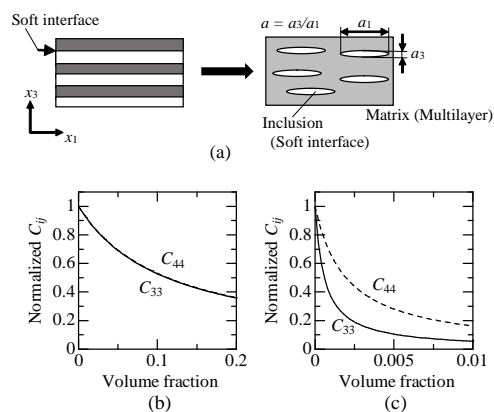 Soft interface
a = a3/a1
a1
a3
x3
x1
Inclusion
(Soft interface)
Matrix (Multilayer)
(a)
Normalized Cij
1
0.8
0.6
0.4
0.2
0
C44
C33
0
0.1
0.2
Volume fraction
(b)
Normalized Cij
1
0.8
0.6
0.4
0.2
0
C44
C33
0
0.005
0.01
Volume fraction
(c)